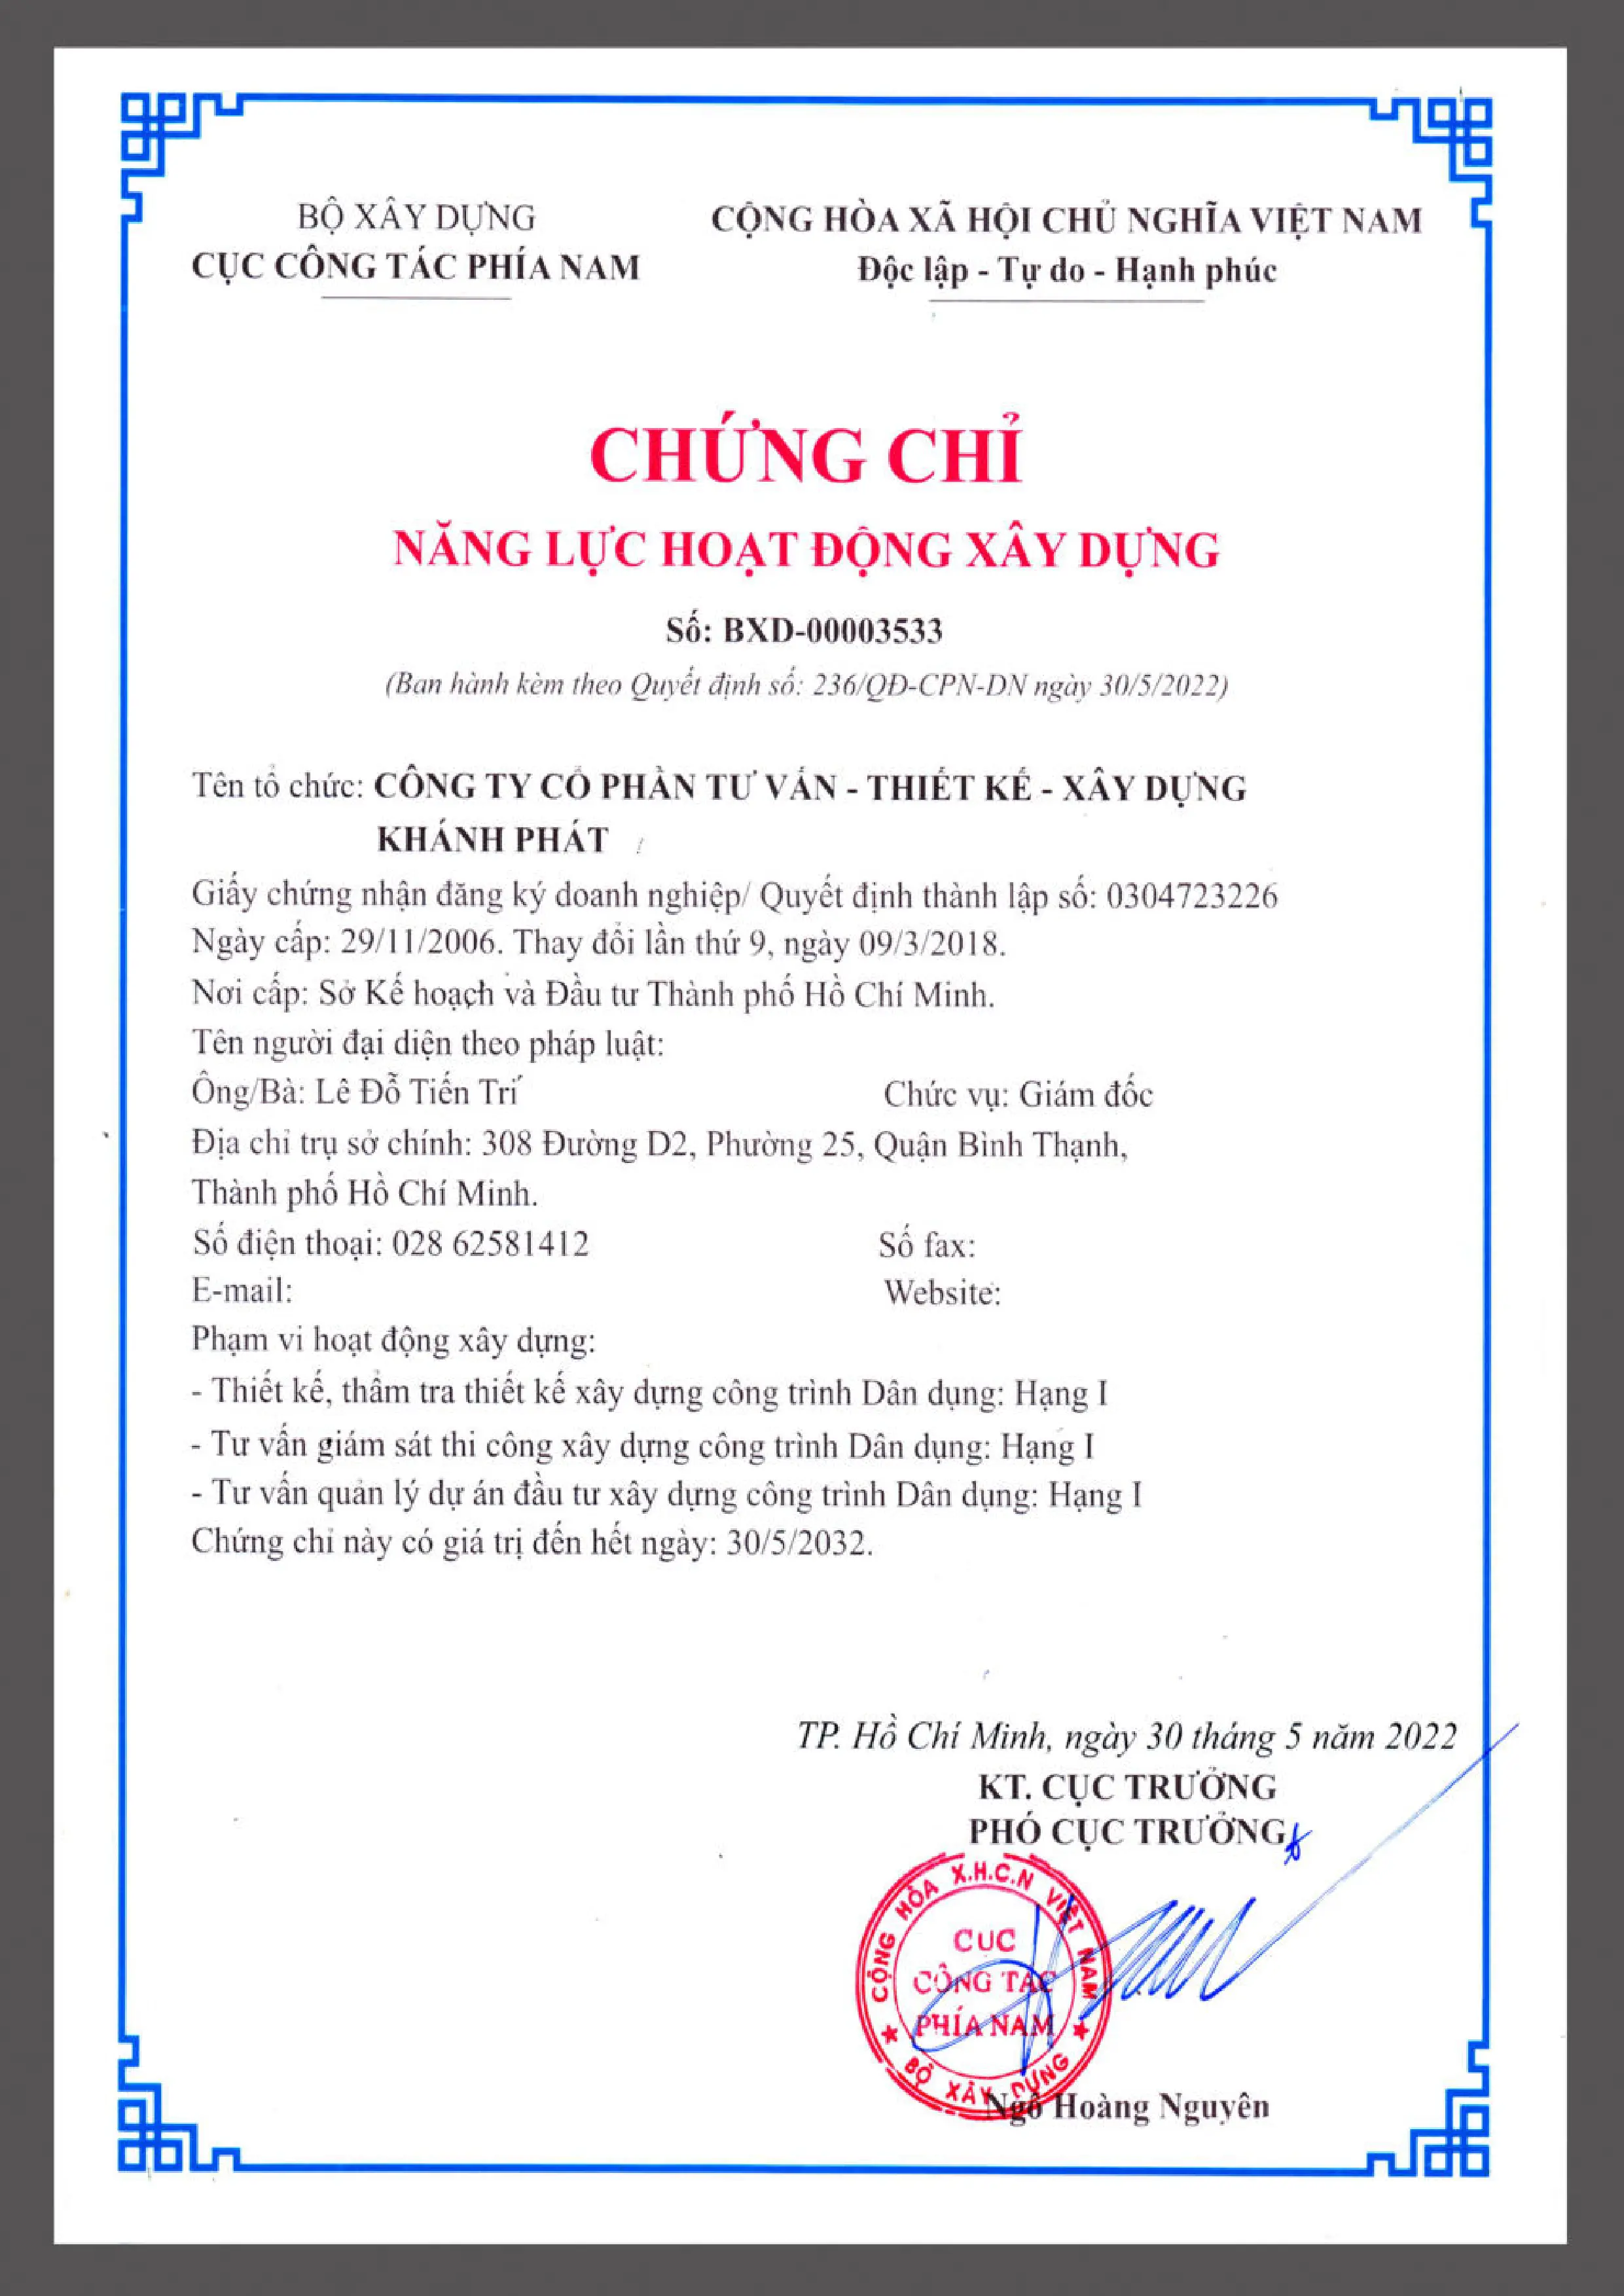 BỘ XÂY DỰNG
CỤC CÔNG TÁC PHÍA NAM
CỘNG HÒA XÃ HỘI CHỦ NGHĨA VIỆT NAM
Độc lập - Tự do - Hạnh phúc
CHỨNG CHỈ
NĂNG LỰC HOẠT ĐỘNG XÂY DỰNG
Số: BXD-00003533
(Ban hành kèm theo Quyết định số: 236/QĐ-CPN-DN ngày 30/5/2022)
Tên tổ chức: CÔNG TY CỔ PHẦN TƯ VẤN - THIẾT KẾ - XÂY DỰNG
KHÁNH PHÁT
Giấy chứng nhận đăng ký doanh nghiệp/ Quyết định thành lập số: 0304723226
Ngày cấp: 29/11/2006. Thay đổi lần thứ 9, ngày 09/3/2018.
Nơi cấp: Sở Kế hoạch và Đầu tư Thành phố Hồ Chí Minh.
Tên người đại diện theo pháp luật:
Ông/Bà: Lê Đỗ Tiến Trí Chức vụ: Giám đốc
Địa chỉ trụ sở chính: 308 Đường D2, Phường 25, Quận Bình Thạnh,
Thành phố Hồ Chí Minh.
Số điện thoại: 028 62581412 Số fax:
E-mail: Website:
Phạm vi hoạt động xây dựng:
- Thiết kế, thẩm tra thiết kế xây dựng công trình Dân dụng: Hạng I
- Tư vấn giám sát thi công xây dựng công trình Dân dụng: Hạng I
- Tư vấn quản lý dự án đầu tư xây dựng công trình Dân dụng: Hạng I
Chứng chỉ này có giá trị đến hết ngày: 30/5/2032.
TP. Hồ Chí Minh, ngày 30 tháng 5 năm 2022
KT. CỤC TRƯỞNG
PHÓ CỤC TRƯỞNG
CỘNG HÒA X.H.C.N VIỆT NAM
CỤC
CÔNG TÁC
PHÍA NAM
BỘ XÂY DỰNG
Ngô Hoàng Nguyên